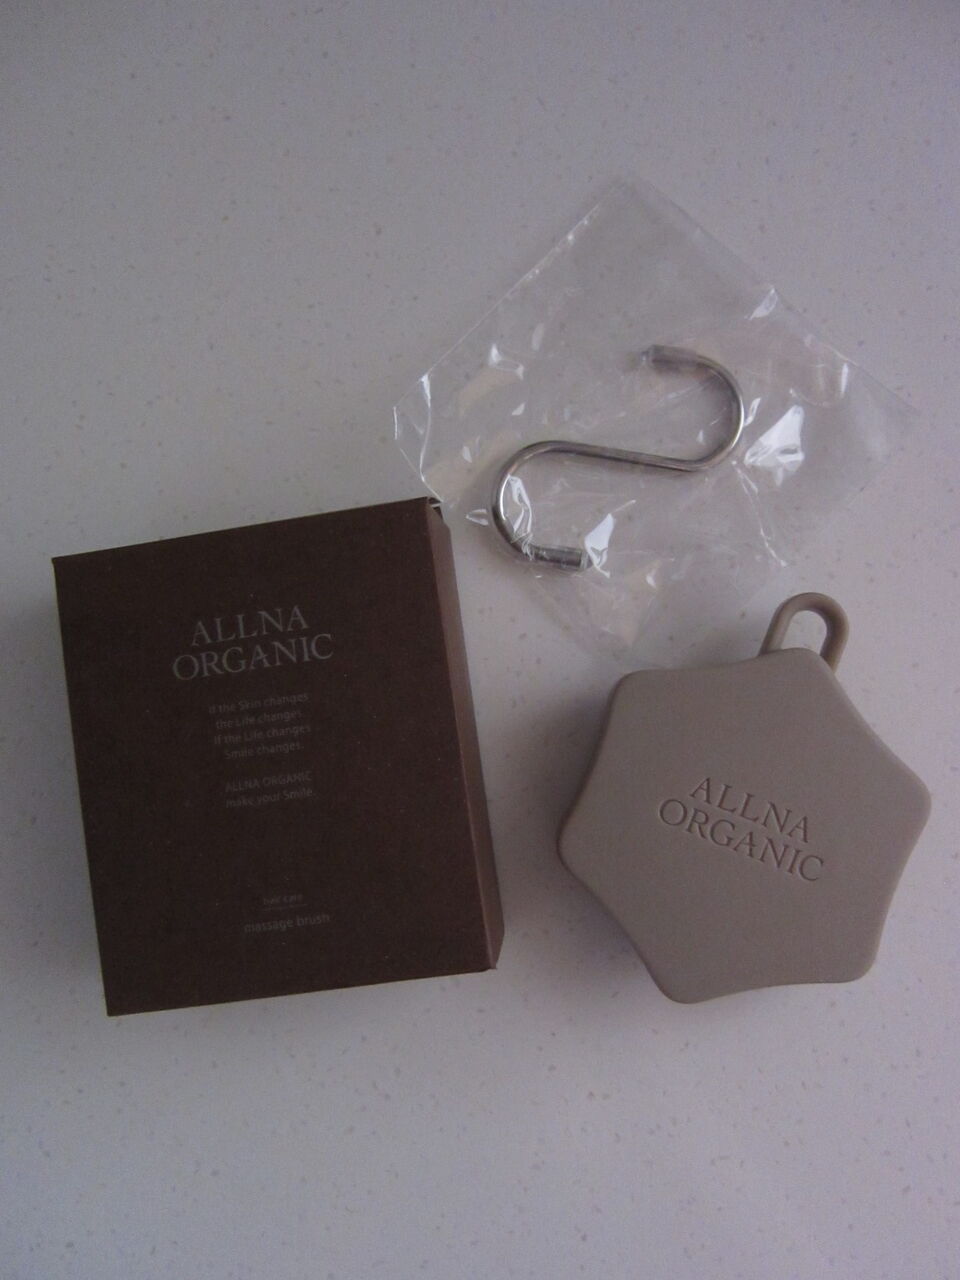 ALLNA
ORGANIC
if the Skin changes
the Life changes.
If the Life changes
Smile changes.
ALLNA ORGANIC
make your Smile.
hair care
massage brush
ALLNA
ORGANIC